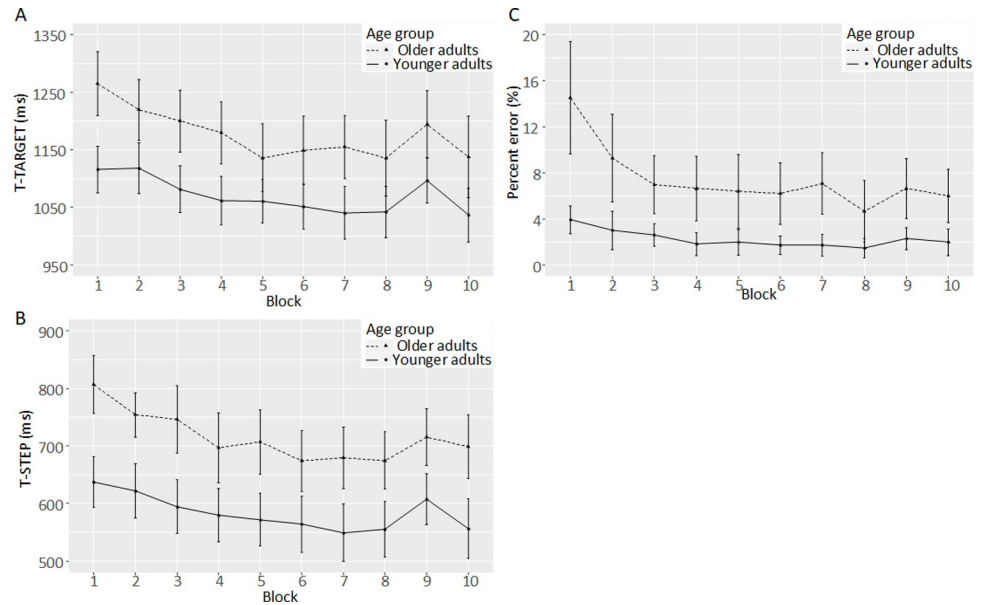 A
T-TARGET (ms)
1350
1250
1150
1050
950
Age group
Older adults
Younger adults
1 2 3 4 5 6 7 8 9 10
Block
C
Percent error (%)
20
16
12
8
4
0
Age group
Older adults
Younger adults
1 2 3 4 5 6 7 8 9 10
Block
B
T-STEP (ms)
900
800
700
600
500
Age group
Older adults
Younger adults
1 2 3 4 5 6 7 8 9 10
Block